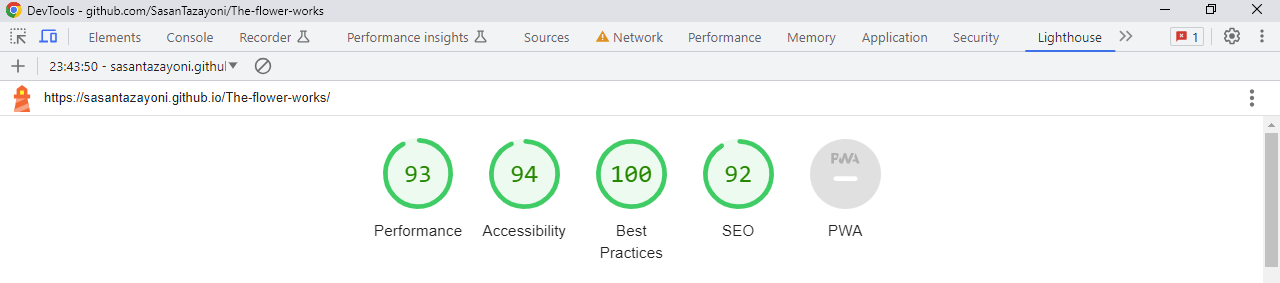 DevTools - github.com/SasanTazayoni/The-flower-works
Elements Console Recorder Performance insights Sources Network Performance Memory Application Security Lighthouse 1
23:43:50 - sasantazayoni.githu
https://sasantazayoni.github.io/The-flower-works/
93 94 100 92 PWA
Performance Accessibility Best Practices SEO PWA